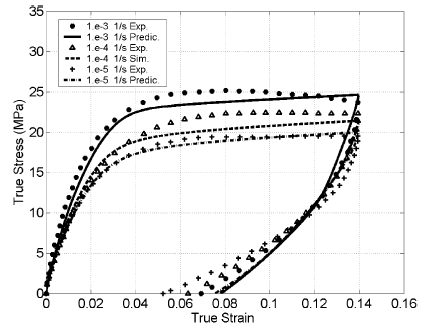 35
30
25
20
15
10
5
0
True Stress (MPa)
1.e-3 1/s Exp.
1.e-3 1/s Predic.
1.e-4 1/s Exp.
1.e-4 1/s Sim.
1.e-5 1/s Exp.
1.e-5 1/s Predic.
0 0.02 0.04 0.06 0.08 0.1 0.12 0.14 0.16
True Strain